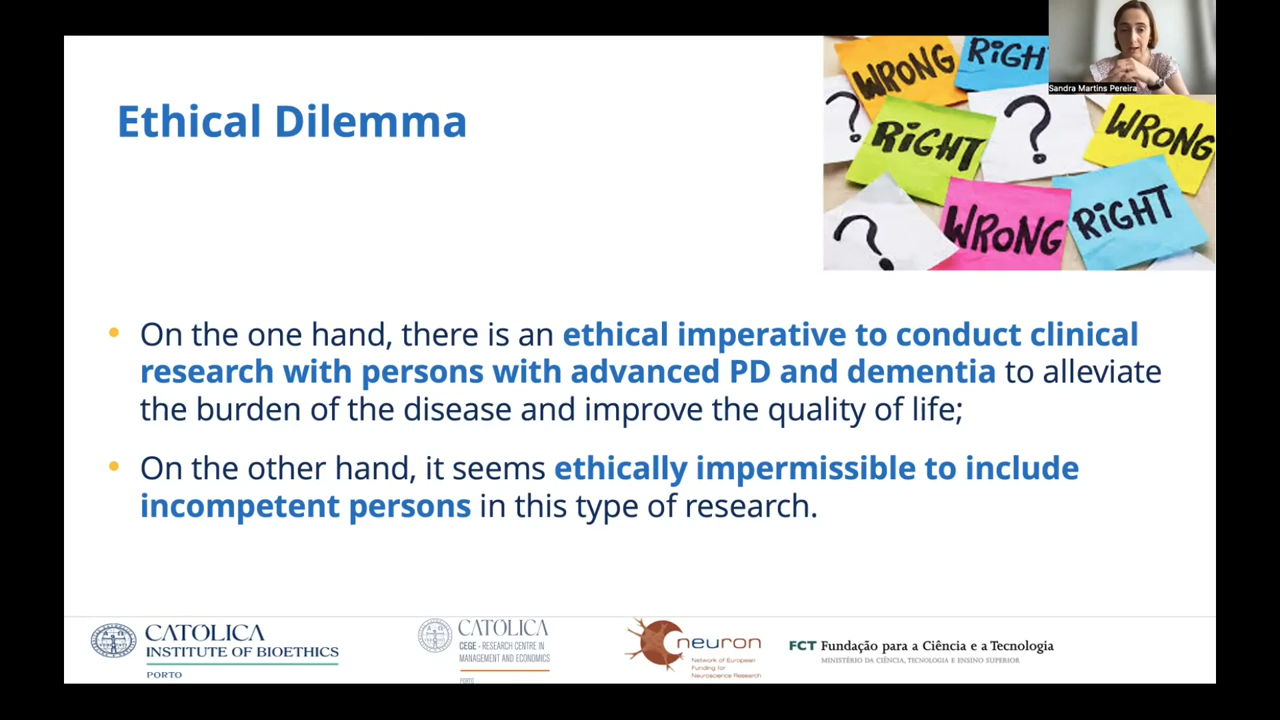 WRONG
RIGH
Sandra Martins Pereira
?
RIGHT
?
WRONG
?
WRONG
RIGHT
Ethical Dilemma
• On the one hand, there is an ethical imperative to conduct clinical
research with persons with advanced PD and dementia to alleviate
the burden of the disease and improve the quality of life;
• On the other hand, it seems ethically impermissible to include
incompetent persons in this type of research.
CATOLICA
INSTITUTE OF BIOETHICS
PORTO
CATOLICA
CEGE - RESEARCH CENTRE IN
MANAGEMENT AND ECONOMICS
PORTO
neuron
Network of European
Funding for
Neuroscience Research
FCT Fundação para a Ciência e a Tecnologia
MINISTÉRIO DA CIÊNCIA, TECNOLOGIA E ENSINO SUPERIOR